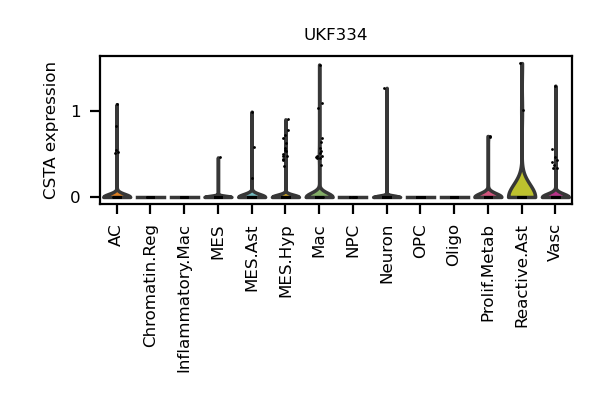 UKF334
CSTA expression
1
0
AC
Chromatin.Reg
Inflammatory.Mac
MES
MES.Ast
MES.Hyp
Mac
NPC
Neuron
OPC
Oligo
Prolif.Metab
Reactive.Ast
Vasc